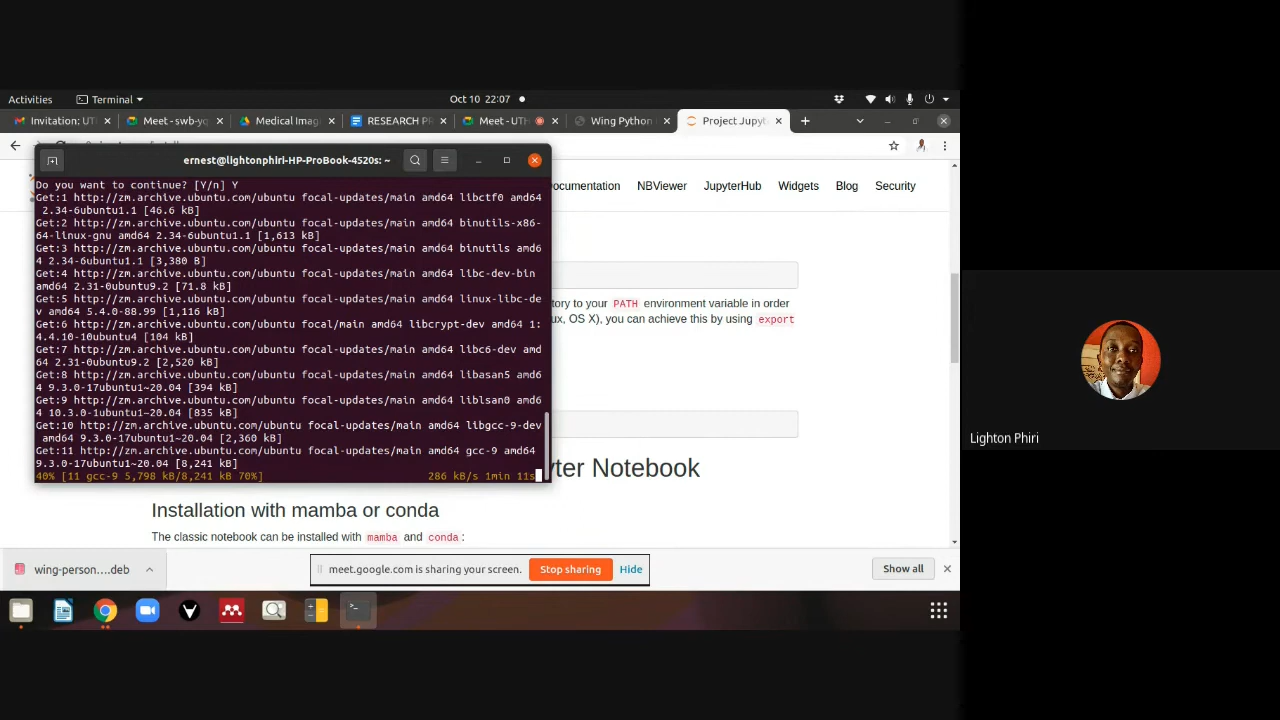 Activities
Terminal
Oct 10 22:07
Invitation: UT
Meet - swb-yq
Medical Imag
RESEARCH PR
Meet - UTH
Wing Python
Project Jupyte
ernest@lightonphiri-HP-ProBook-4520s: ~
ocumentation
NBViewer
JupyterHub
Widgets
Blog
Security
Do you want to continue? [Y/n] Y
Get:1 http://zm.archive.ubuntu.com/ubuntu focal-updates/main amd64 libctf0 amd64
2.34-6ubuntu1.1 [46.6 kB]
Get:2 http://zm.archive.ubuntu.com/ubuntu focal-updates/main amd64 binutils-x86-
64-linux-gnu amd64 2.34-6ubuntu1.1 [1,613 kB]
Get:3 http://zm.archive.ubuntu.com/ubuntu focal-updates/main amd64 binutils amd6
4 2.34-6ubuntu1.1 [3,380 B]
Get:4 http://zm.archive.ubuntu.com/ubuntu focal-updates/main amd64 libc-dev-bin
amd64 2.31-0ubuntu9.2 [71.8 kB]
Get:5 http://zm.archive.ubuntu.com/ubuntu focal-updates/main amd64 linux-libc-de
v amd64 5.4.0-88.99 [1,116 kB]
Get:6 http://zm.archive.ubuntu.com/ubuntu focal/main amd64 libcrypt-dev amd64 1:
4.4.10-10ubuntu4 [104 kB]
Get:7 http://zm.archive.ubuntu.com/ubuntu focal-updates/main amd64 libc6-dev amd
64 2.31-0ubuntu9.2 [2,520 kB]
Get:8 http://zm.archive.ubuntu.com/ubuntu focal-updates/main amd64 libasan5 amd6
4 9.3.0-17ubuntu1~20.04 [394 kB]
Get:9 http://zm.archive.ubuntu.com/ubuntu focal-updates/main amd64 liblsan0 amd6
4 10.3.0-1ubuntu1~20.04 [835 kB]
Get:10 http://zm.archive.ubuntu.com/ubuntu focal-updates/main amd64 libgcc-9-dev
amd64 9.3.0-17ubuntu1~20.04 [2,360 kB]
Get:11 http://zm.archive.ubuntu.com/ubuntu focal-updates/main amd64 gcc-9 amd64
9.3.0-17ubuntu1~20.04 [8,241 kB]
40% [11 gcc-9 5,798 kB/8,241 kB 70%] 286 kB/s 1min 11s
tory to your PATH environment variable in order
ux, OS X), you can achieve this by using export
yter Notebook
Installation with mamba or conda
The classic notebook can be installed with mamba and conda :
wing-person....deb
meet.google.com is sharing your screen.
Stop sharing
Hide
Show all
Lighton Phiri